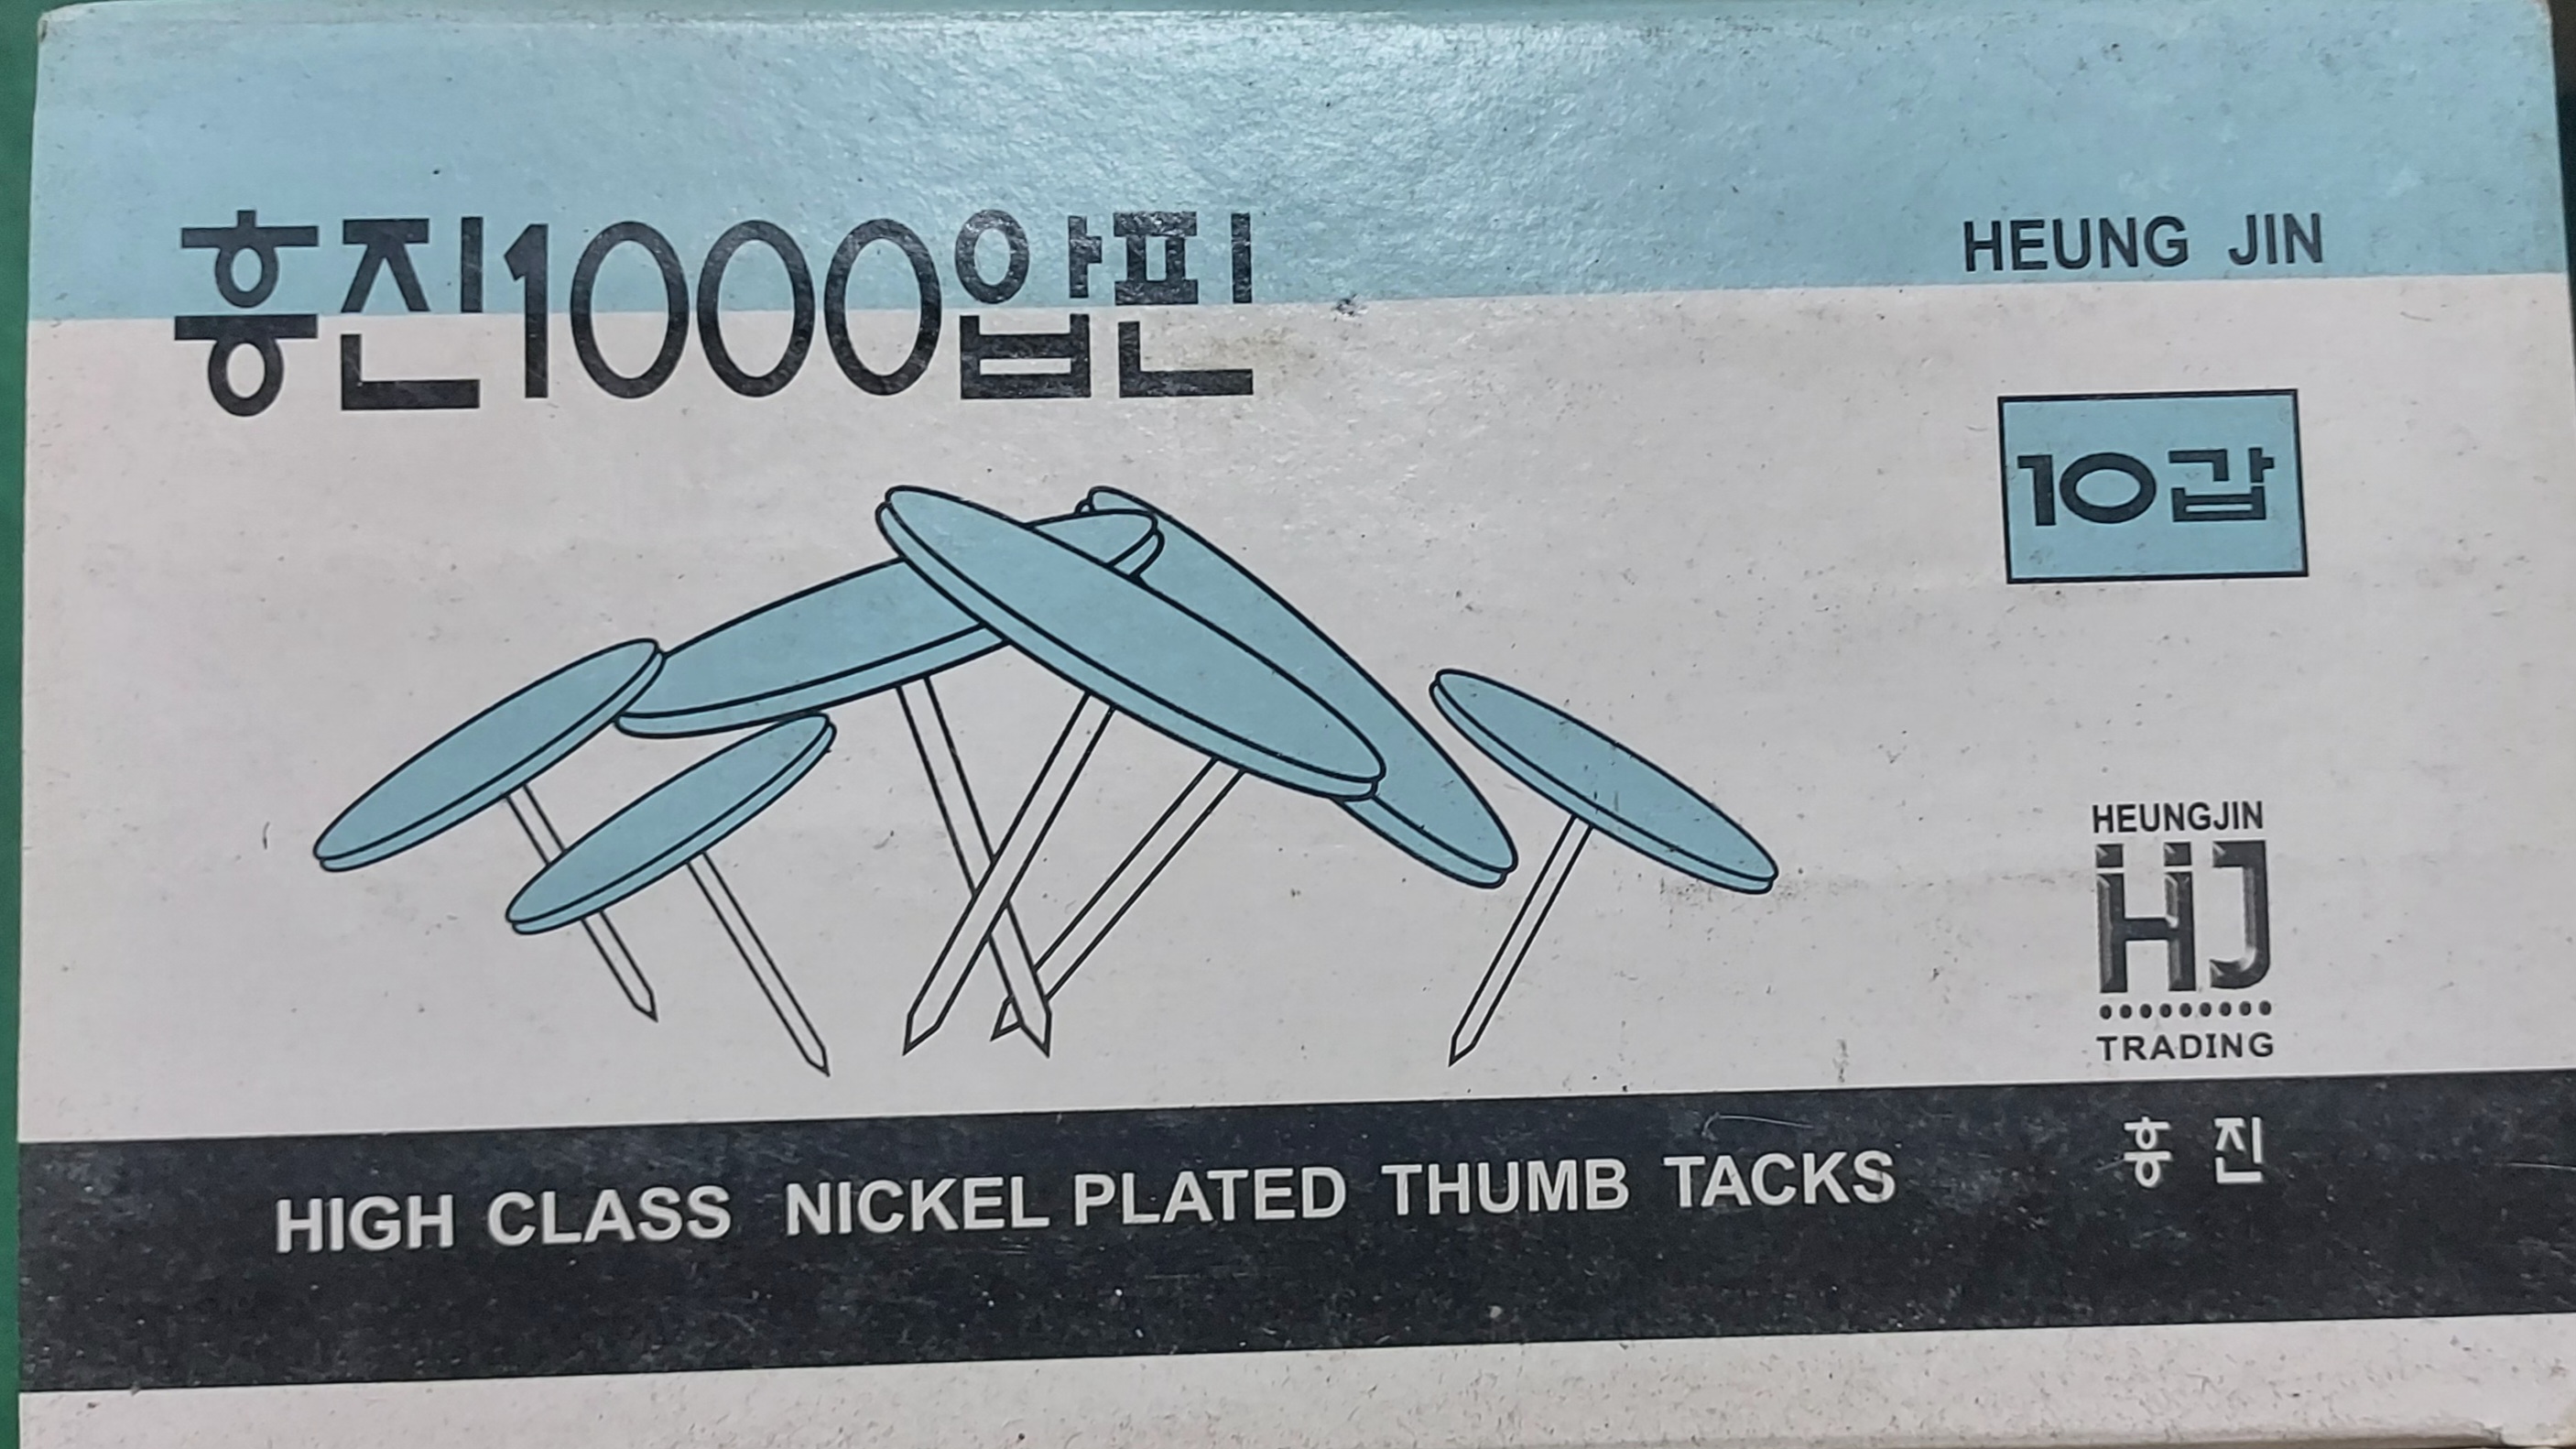 흥진1000압핀
HEUNG JIN
10갑
HEUNGJIN
HJ
TRADING
HIGH CLASS NICKEL PLATED THUMB TACKS
흥 진